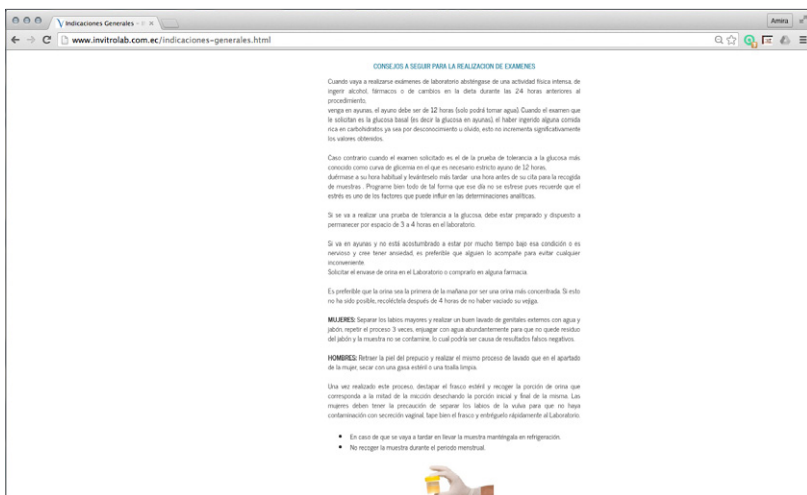 Indicaciones Generales -
Amira
www.invitrolab.com.ec/indicaciones-generales.html
CONSEJOS A SEGUIR PARA LA REALIZACION DE EXAMENES
Cuando vaya a realizarse exámenes de laboratorio absténgase de una actividad física intensa, de
ingerir alcohol, fármacos o de cambios en la dieta durante las 24 horas anteriores al
procedimiento.
venga en ayunas, el ayuno debe ser de 12 horas (solo podrá tomar agua). Cuando el examen que
le solicitan es la glucosa basal (es decir la glucosa en ayunas), el haber ingerido alguna comida
rica en carbohidratos ya sea por desconocimiento u olvido, esto no incrementa significativamente
los valores obtenidos.
Caso contrario cuando el examen solicitado es el de la prueba de tolerancia a la glucosa más
conocido como curva de glicemia en el que es necesario estricto ayuno de 12 horas,
duérmase a su hora habitual y levántese lo más tardar una hora antes de su cita para la recogida
de muestras . Programe bien todo de tal forma que ese día no se estrese pues recuerde que el
estrés es uno de los factores que puede influir en las determinaciones analíticas.
Si se va a realizar una prueba de tolerancia a la glucosa, debe estar preparado y dispuesto a
permanecer por espacio de 3 a 4 horas en el laboratorio.
Si va en ayunas y no está acostumbrado a estar por mucho tiempo bajo esa condición o es
nervioso y cree tener ansiedad, es preferible que alguien lo acompañe para evitar cualquier
inconveniente
Solicitar el envase de orina en el Laboratorio o comprarlo en alguna farmacia.
Es preferible que la orina sea la primera de la mañana por ser una orina más concentrada. Si esto
no ha sido posible, recoléctela después de 4 horas de no haber vaciado su vejiga.
MUJERES: Separar los labios mayores y realizar un buen lavado de genitales externos con agua y
jabón, repetir el proceso 3 veces, enjuagar con agua abundantemente para que no quede residuo
del jabón y la muestra no se contamine, lo cual podría ser causa de resultados falsos negativos.
HOMBRES: Retraer la piel del prepucio y realizar el mismo proceso de lavado que en el apartado
de la mujer, secar con una gasa estéril o una toalla limpia.
Una vez realizado este proceso, destapar el frasco estéril y recoger la porción de orina que
corresponda a la mitad de la micción desechando la porción inicial y final de la misma. Las
mujeres deben tener la precaución de separar los labios de la vulva para que no haya
contaminación con secreción vaginal. tape bien el frasco y entréguelo rápidamente al Laboratorio.
• En caso de que se vaya a tardar en llevar la muestra manténgala en refrigeración.
• No recoger la muestra durante el periodo menstrual.